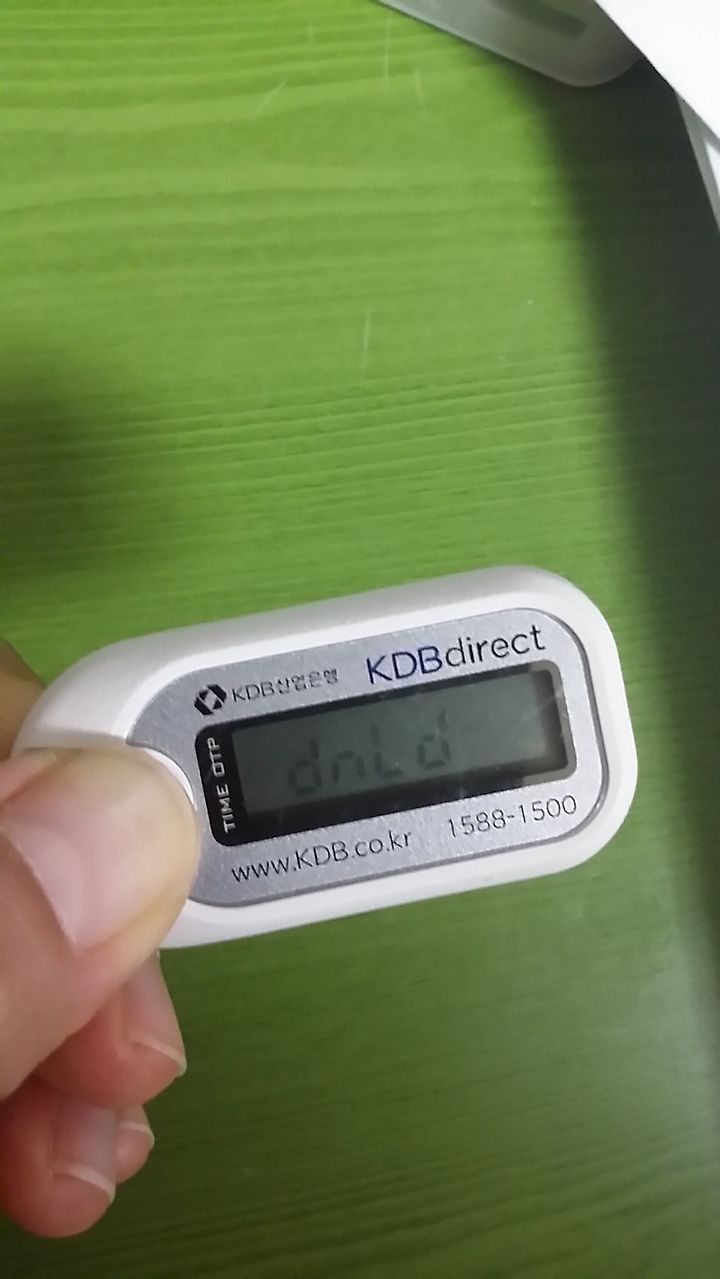 KDB산업은행 KDBdirect
TIME OTP
dnLd
www.KDB.co.kr 1588-1500